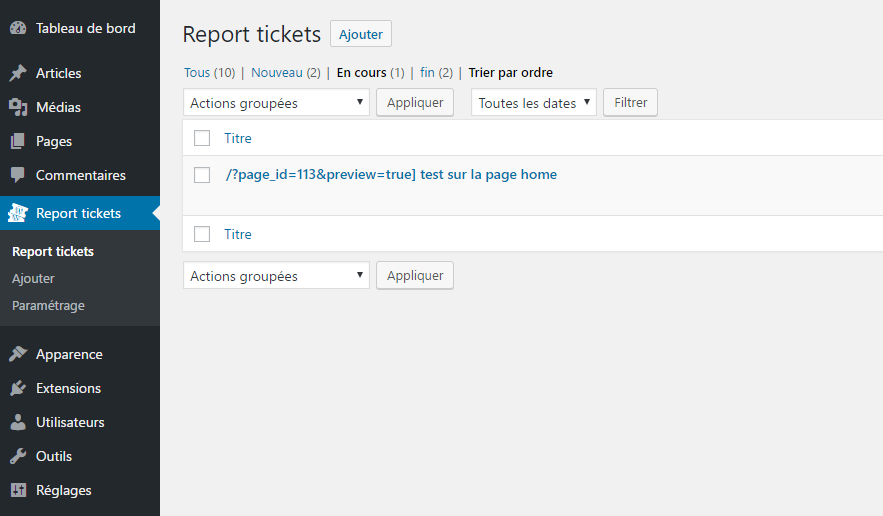 Tableau de bord
Articles
Médias
Pages
Commentaires
Report tickets
Report tickets
Ajouter
Paramétrage
Apparence
Extensions
Utilisateurs
Outils
Réglages
Report tickets Ajouter
Tous (10) | Nouveau (2) | En cours (1) | fin (2) | Trier par ordre
Actions groupées Appliquer Toutes les dates Filtrer
Titre
/?page_id=113&preview=true] test sur la page home
Titre
Actions groupées Appliquer